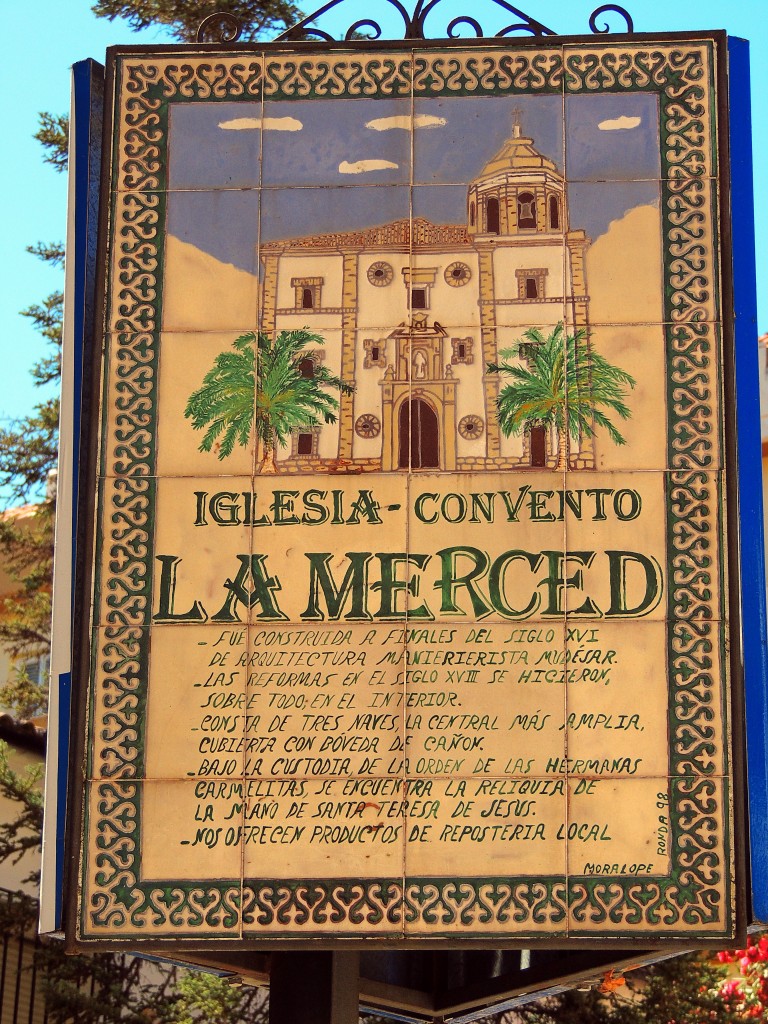 IGLESIA - CONVENTO
LA MERCED
- FUÉ CONSTRUIDA A FINALES DEL SIGLO XVI
DE ARQUITECTURA MANIERIERISTA MUDÉSAR.
- LAS REFORMAS EN EL SIGLO XVIII SE HICIERON,
SOBRE TODO; EN EL INTERIOR.
- CONSTA DE TRES NAVES, LA CENTRAL MÁS AMPLIA,
CUBIERTA CON BÓVEDA DE CAÑON.
- BAJO LA CUSTODIA, DE LA ORDEN DE LAS HERMANAS
CARMELITAS, SE ENCUENTRA LA RELIQUIA DE
LA MANO DE SANTA TERESA DE JESUS.
- NOS OFRECEN PRODUCTOS DE REPOSTERIA LOCAL
MORALOPE
RONDA 98